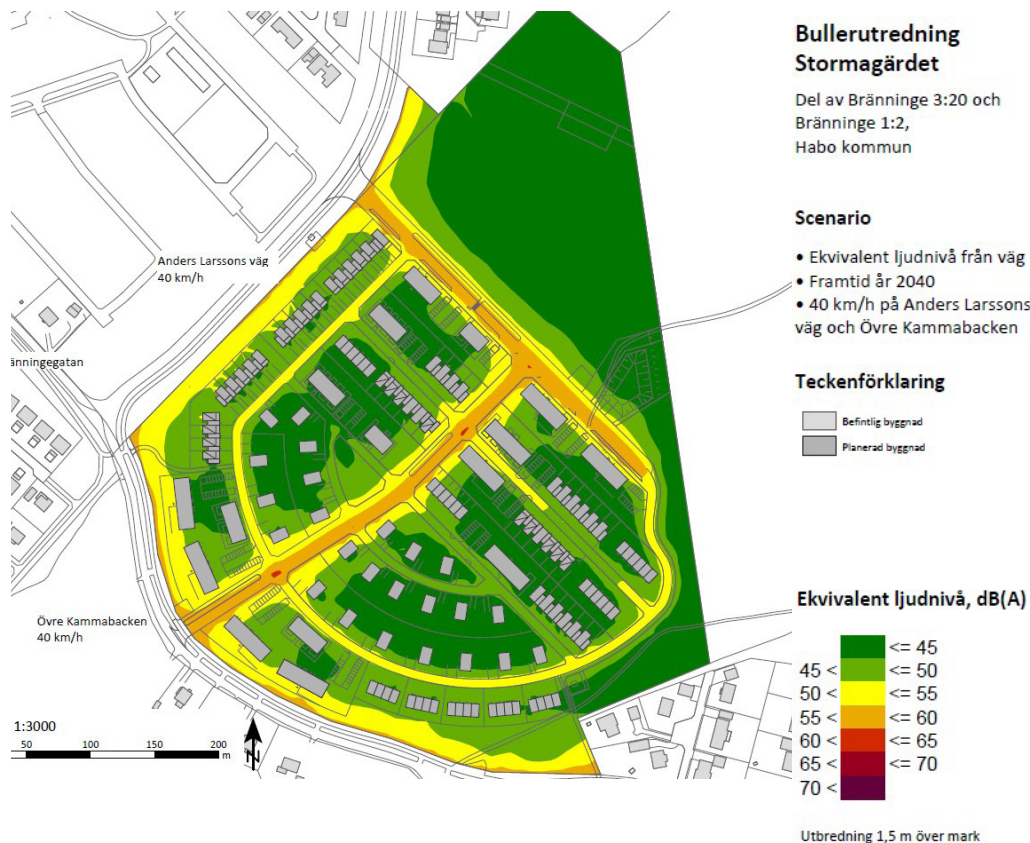 Bullerutredning
Stormagärdet
Del av Bränninge 3:20 och
Bränninge 1:2,
Habo kommun
Scenario
• Ekvivalent ljudnivå från väg
• Framtid år 2040
• 40 km/h på Anders Larssons
väg och Övre Kammabacken
Teckenförklaring
Befintlig byggnad
Planerad byggnad
Anders Larssons väg
40 km/h
änningegatan
Övre Kammabacken
40 km/h
1:3000
50 100 150 200
m
N
Ekvivalent ljudnivå, dB(A)
<= 45
45 < <= 50
50 < <= 55
55 < <= 60
60 < <= 65
65 < <= 70
70 <
Utbredning 1,5 m över mark